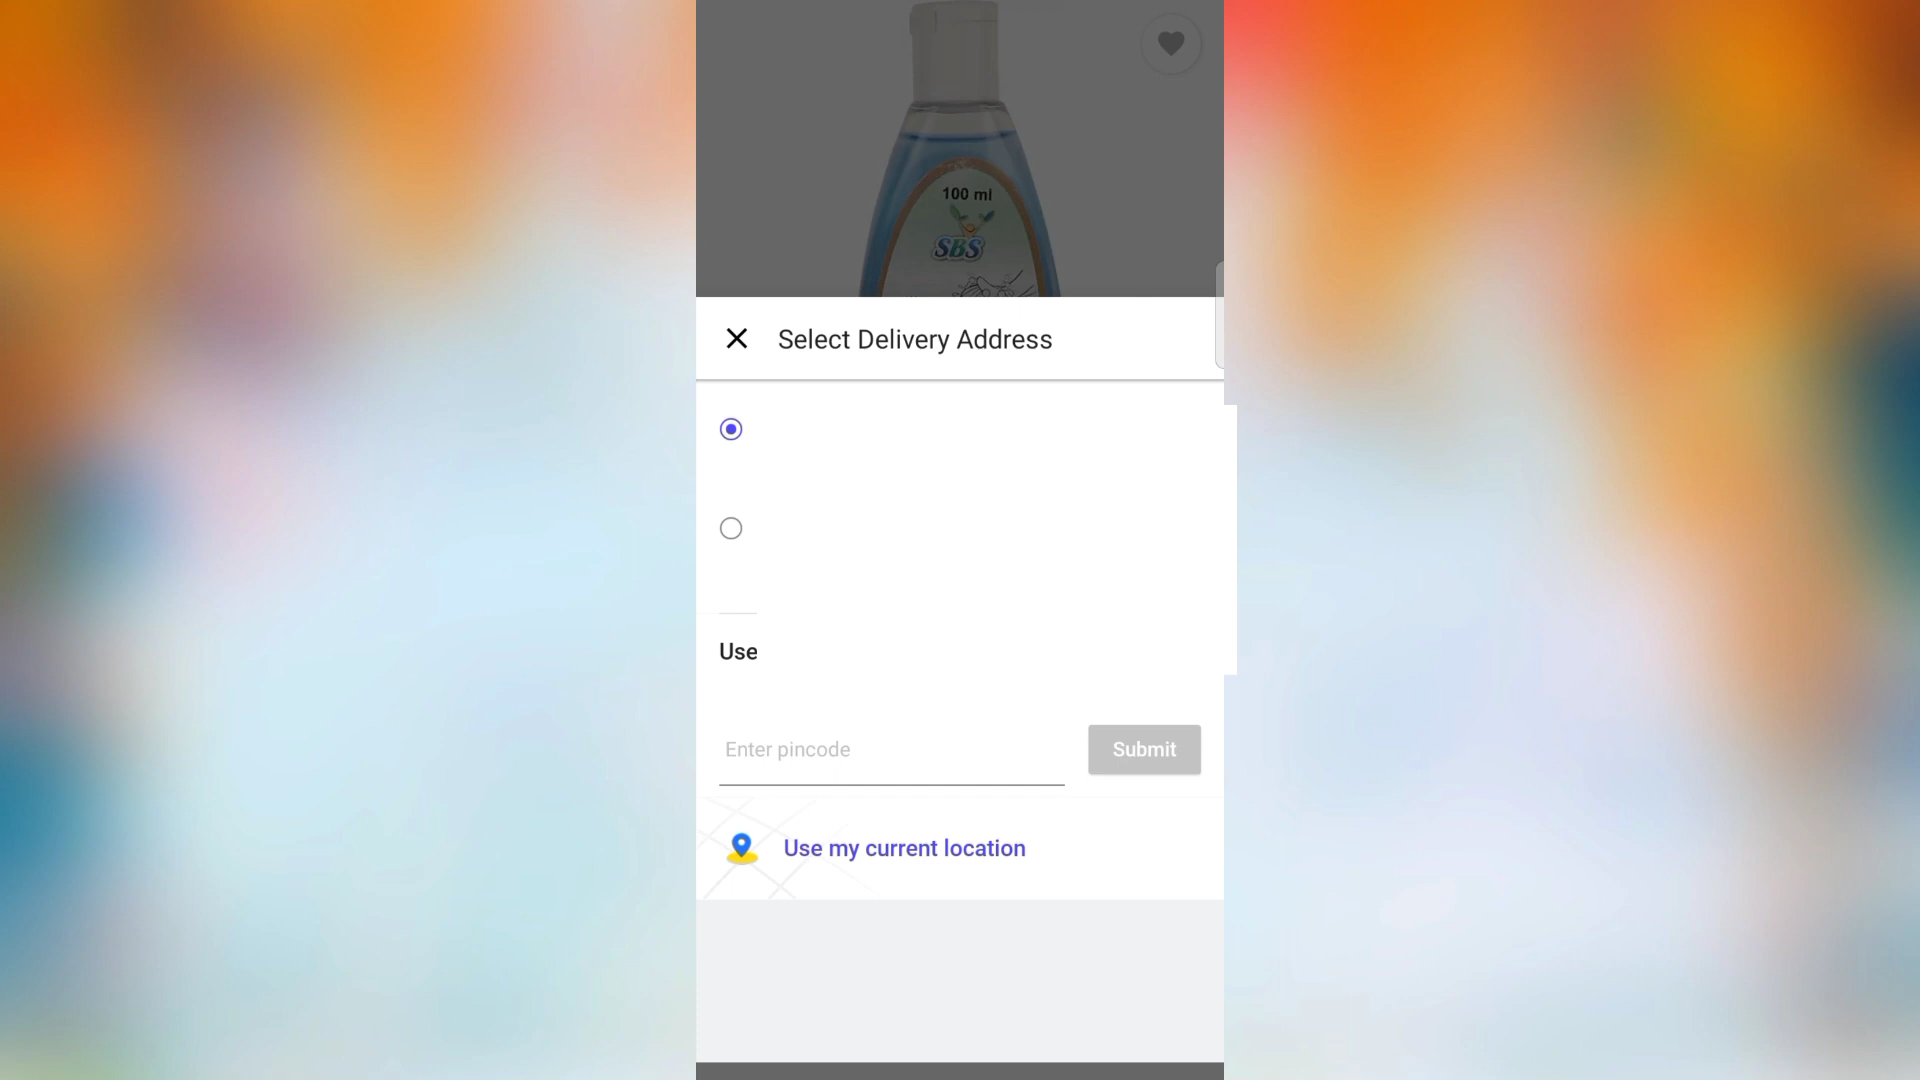 100 ml
SBS
Select Delivery Address
Use
Enter pincode
Submit
Use my current location